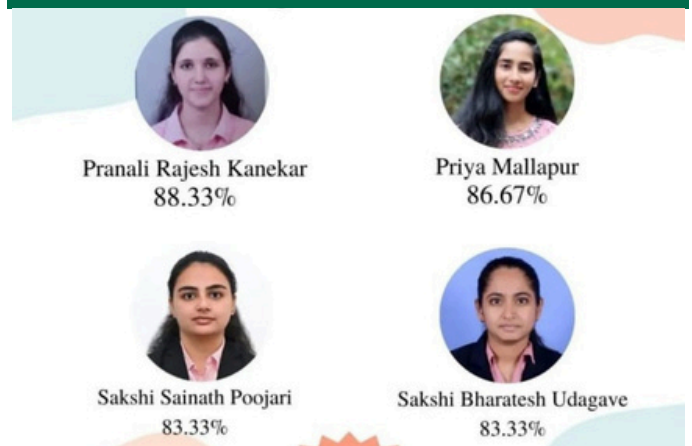 Pranali Rajesh Kanekar
88.33%
Priya Mallapur
86.67%
Sakshi Sainath Poojari
83.33%
Sakshi Bharatesh Udagave
83.33%